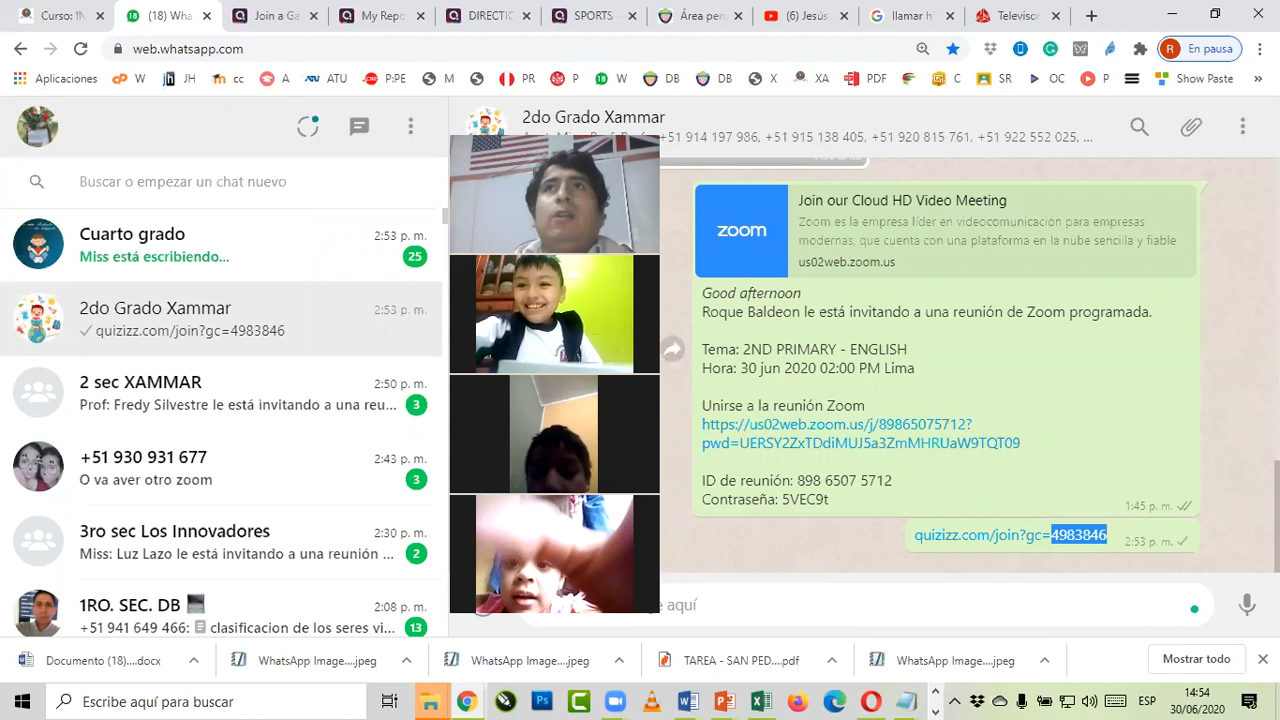 Curso: IN
(18) Wha
Join a Ga
My Repo
DIRECTIC
SPORTS
Área per
(6) Jesús
llamar h
Televisor
web.whatsapp.com
En pausa
Aplicaciones
W
JH
cc
A
ATU
P:PE
M
PR
P
W
DB
DB
X
XA
PDF
C
SR
OC
P
Show Paste
2do Grado Xammar
+51 914 197 986, +51 915 138 405, +51 920 815 761, +51 922 552 025, ...
Buscar o empezar un chat nuevo
Cuarto grado
2:53 p. m.
Miss está escribiendo...
25
2do Grado Xammar
2:53 p. m.
quizizz.com/join?gc=4983846
2 sec XAMMAR
2:50 p. m.
Prof: Fredy Silvestre le está invitando a una reu...
3
+51 930 931 677
2:43 p. m.
O va aver otro zoom
3
3ro sec Los Innovadores
2:30 p. m.
Miss: Luz Lazo le está invitando a una reunión ...
2
1RO. SEC. DB
2:08 p. m.
+51 941 649 466: clasificacion de los seres vi...
13
zoom
Join our Cloud HD Video Meeting
Zoom es la empresa líder en videocomunicación para empresas
modernas, que cuenta con una plataforma en la nube sencilla y fiable
us02web.zoom.us
Good afternoon
Roque Baldeon le está invitando a una reunión de Zoom programada.
Tema: 2ND PRIMARY - ENGLISH
Hora: 30 jun 2020 02:00 PM Lima
Unirse a la reunión Zoom
https://us02web.zoom.us/j/89865075712?
pwd=UERSY2ZxTDdiMUJ5a3ZmMHRUaW9TQT09
ID de reunión: 898 6507 5712
Contraseña: 5VEC9t
1:45 p. m.
quizizz.com/join?gc=4983846
2:53 p. m.
aquí
Documento (18)....docx
WhatsApp Image....jpeg
WhatsApp Image....jpeg
TAREA - SAN PED....pdf
WhatsApp Image....jpeg
Mostrar todo
Escribe aquí para buscar
ESP
14:54
30/06/2020